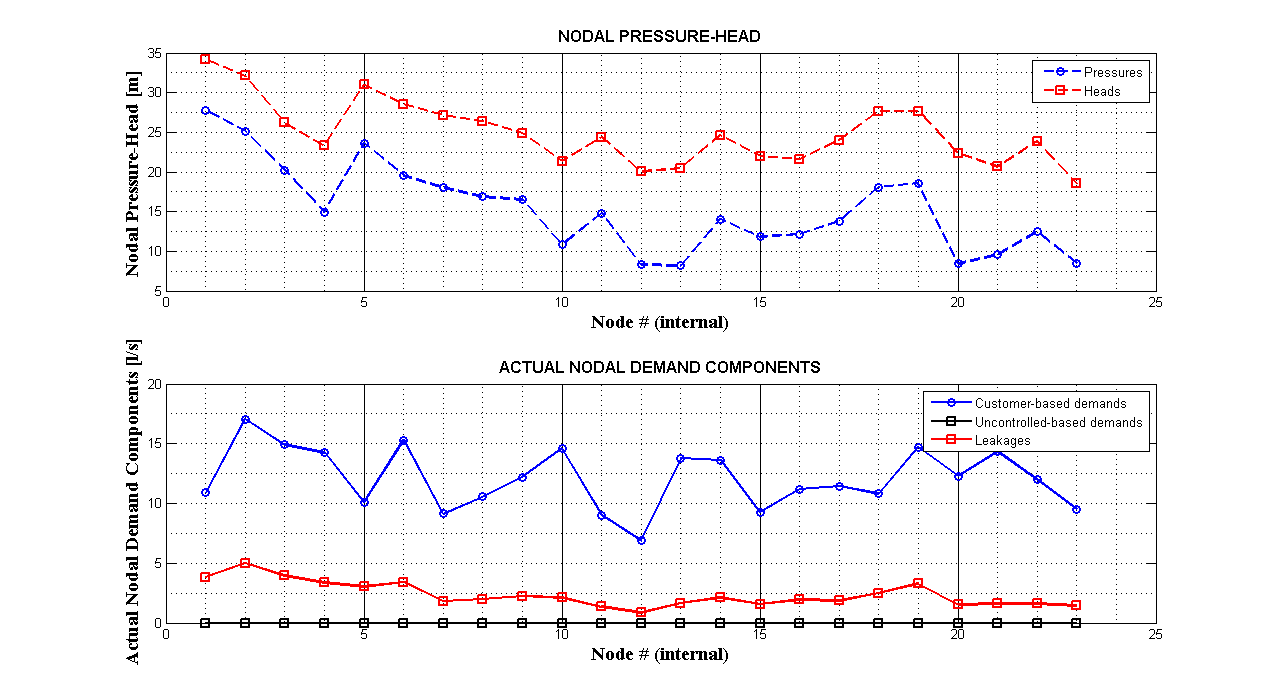 NODAL PRESSURE-HEAD
Nodal Pressure-Head [m]
35
30
25
20
15
10
5
Pressures
Heads
0 5 10 15 20 25
Node # (internal)
ACTUAL NODAL DEMAND COMPONENTS
Actual Nodal Demand Components [l/s]
20
15
10
5
0
Customer-based demands
Uncontrolled-based demands
Leakages
0 5 10 15 20 25
Node # (internal)